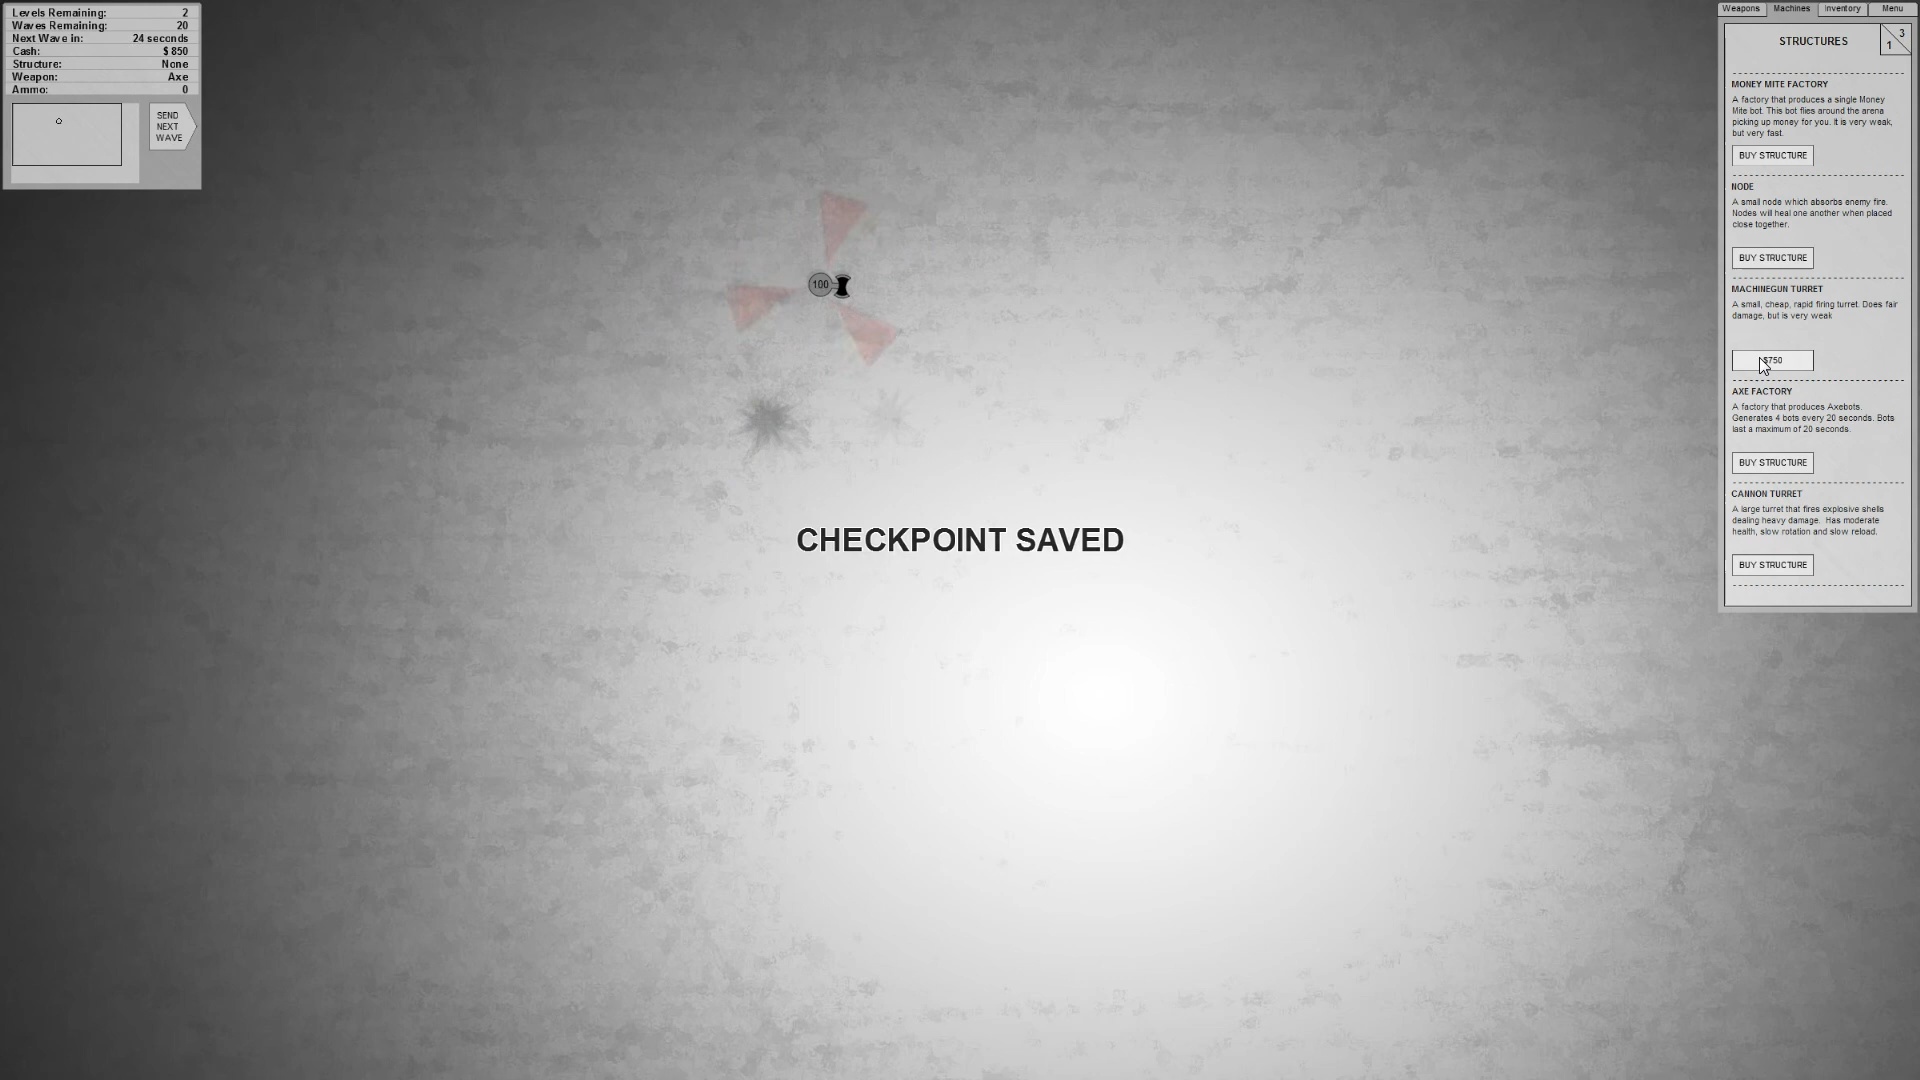 Levels Remaining: 2
Waves Remaining: 20
Next Wave in: 24 seconds
Cash: $ 850
Structure: None
Weapon: Axe
Ammo: 0
SEND
NEXT
WAVE
100
CHECKPOINT SAVED
Weapons Machines Inventory Menu
STRUCTURES
3
1
MONEY MITE FACTORY
A factory that produces a single Money
Mite bot. This bot flies around the arena
picking up money for you. It is very weak,
but very fast.
BUY STRUCTURE
NODE
A small node which absorbs enemy fire.
Nodes will heal one another when placed
close together.
BUY STRUCTURE
MACHINEGUN TURRET
A small, cheap, rapid firing turret. Does fair
damage, but is very weak
$750
AXE FACTORY
A factory that produces Axebots.
Generates 4 bots every 20 seconds. Bots
last a maximum of 20 seconds.
BUY STRUCTURE
CANNON TURRET
A large turret that fires explosive shells
dealing heavy damage. Has moderate
health, slow rotation and slow reload.
BUY STRUCTURE